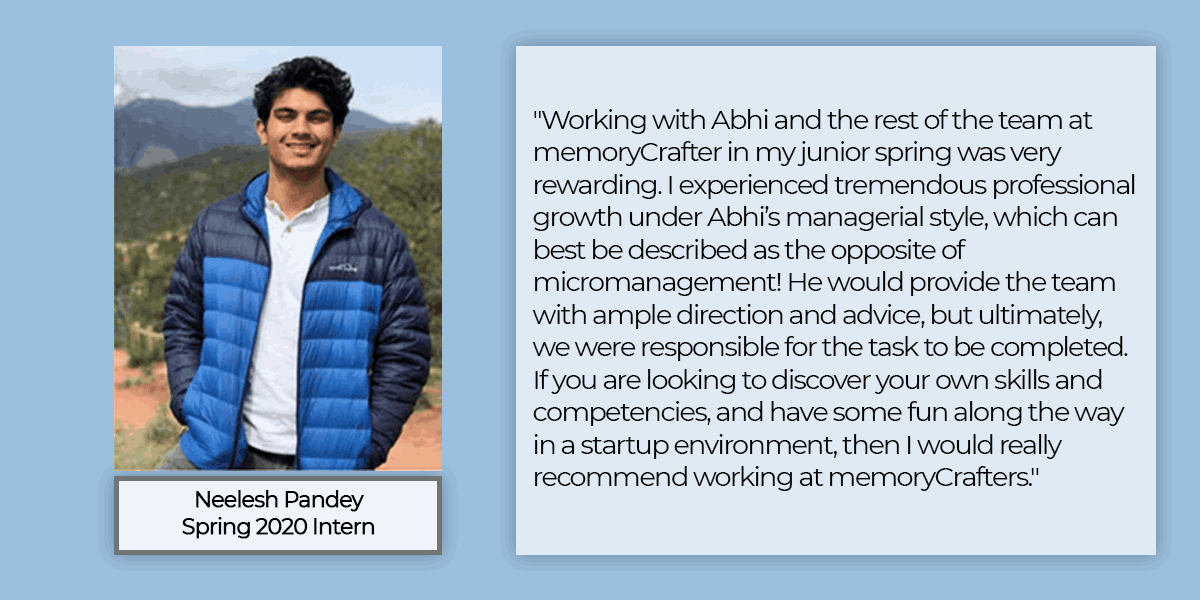 "Working with Abhi and the rest of the team at
memoryCrafter in my junior spring was very
rewarding. I experienced tremendous professional
growth under Abhi’s managerial style, which can
best be described as the opposite of
micromanagement! He would provide the team
with ample direction and advice, but ultimately,
we were responsible for the task to be completed.
If you are looking to discover your own skills and
competencies, and have some fun along the way
in a startup environment, then I would really
recommend working at memoryCrafters."
Neelesh Pandey
Spring 2020 Intern